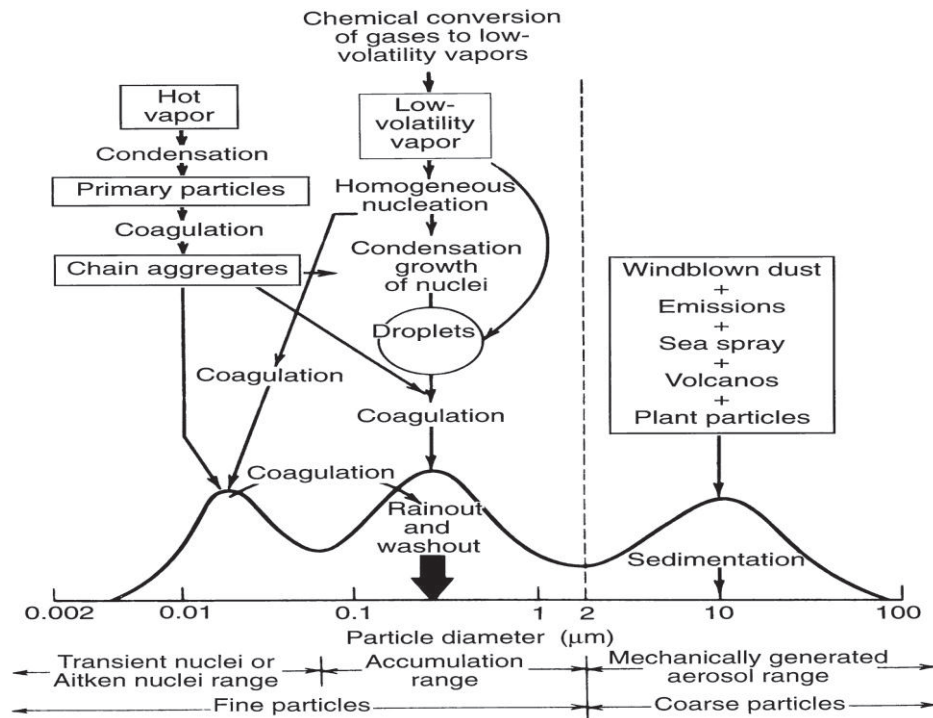 Chemical conversion
of gases to low-
volatility vapors
Hot
vapor
Condensation
Primary particles
Coagulation
Chain aggregates
Low-
volatility
vapor
Homogeneous
nucleation
Condensation
growth
of nuclei
Droplets
Coagulation
Coagulation
Coagulation
Rainout
and
washout
Windblown dust
+
Emissions
+
Sea spray
+
Volcanos
+
Plant particles
Sedimentation
0.002 0.01 0.1 1 2 10 100
Particle diameter (μm)
Transient nuclei or
Aitken nuclei range
Accumulation
range
Mechanically generated
aerosol range
Fine particles
Coarse particles